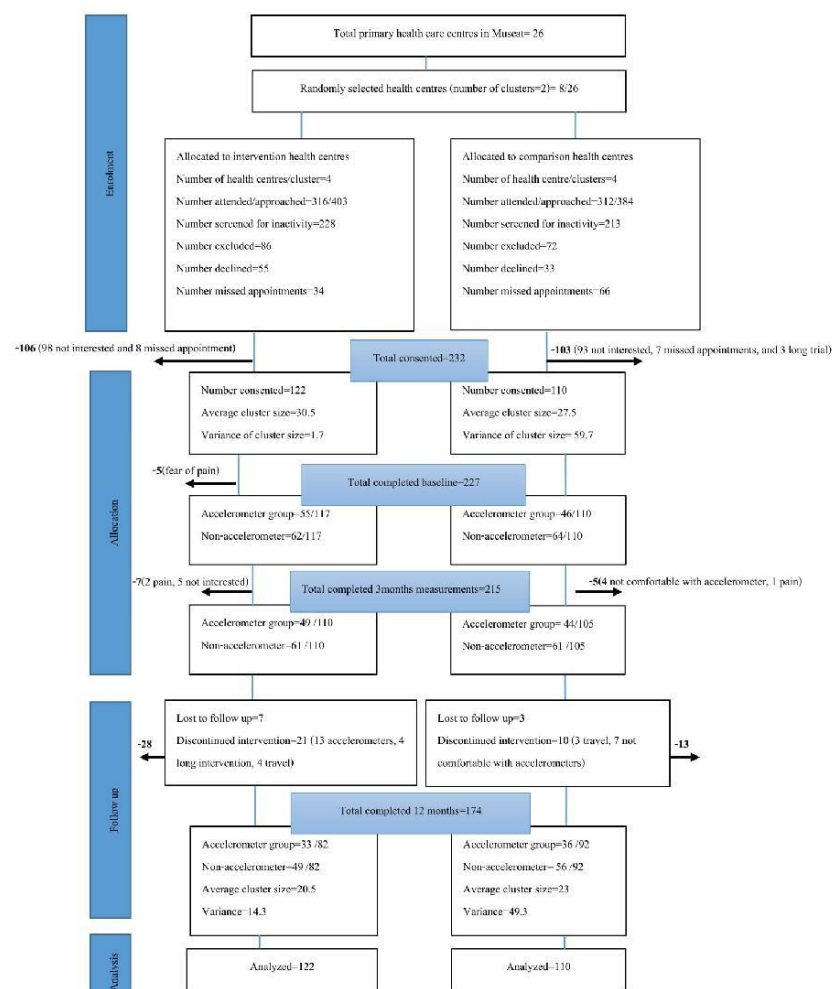 Total primary health care centres in Muscat= 26
Randomly selected health centres (number of clusters=2)= 8/26
Enrolment
Allocated to intervention health centres
Number of health centres/cluster=4
Number attended/approached=316/403
Number screened for inactivity=228
Number excluded=86
Number declined=55
Number missed appointments=34
Allocated to comparison health centres
Number of health centre/clusters=4
Number attended/approached=312/384
Number screened for inactivity=213
Number excluded=72
Number declined=33
Number missed appointments=66
-106 (98 not interested and 8 missed appointment)
Total consented=232
-103 (93 not interested, 7 missed appointments, and 3 long trial)
Allocation
Number consented=122
Average cluster size=30.5
Variance of cluster size=1.7
Number consented=110
Average cluster size=27.5
Variance of cluster size= 59.7
-5(fear of pain)
Total completed baseline=227
Accelerometer group=55/117
Non-accelerometer=62/117
Accelerometer group=46/110
Non-accelerometer=64/110
-7(2 pain, 5 not interested)
Total completed 3months measurements=215
-5(4 not comfortable with accelerometer, 1 pain)
Accelerometer group=49 /110
Non-accelerometer=61 /110
Accelerometer group= 44/105
Non-accelerometer=61 /105
Follow up
Lost to follow up=7
Discontinued intervention=21 (13 accelerometers, 4
long intervention, 4 travel)
-28
Lost to follow up=3
Discontinued intervention=10 (3 travel, 7 not
comfortable with accelerometers)
-13
Total completed 12 months=174
Accelerometer group=33 /82
Non-accelerometer=49 /82
Average cluster size=20.5
Variance=14.3
Accelerometer group=36 /92
Non-accelerometer= 56 /92
Average cluster size=23
Variance=49.3
Analysis
Analyzed=122
Analyzed=110